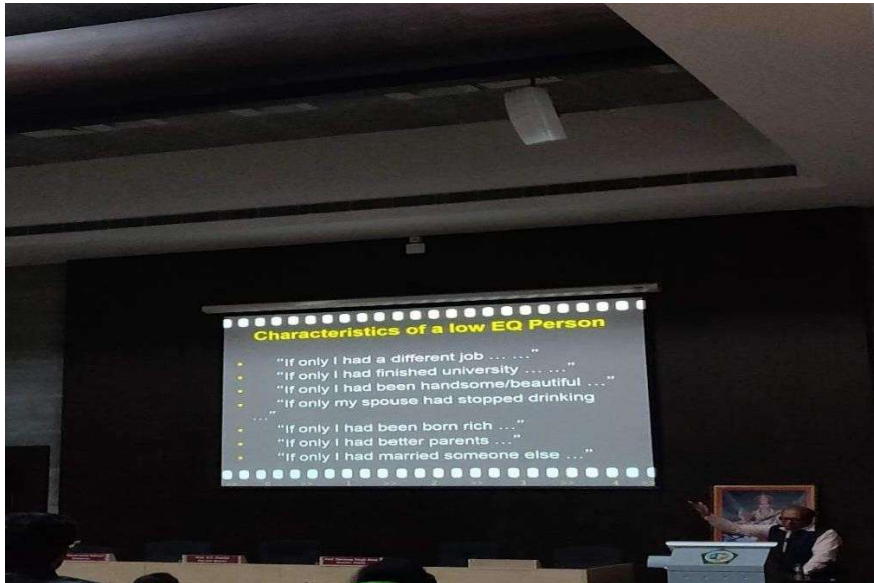 Characteristics of a low EQ Person
• "If only I had a different job ... ..."
• "If only I had finished university ... ..."
• "If only I had been handsome/beautiful ..."
• "If only my spouse had stopped drinking
..."
• "If only I had been born rich ..."
• "If only I had better parents ..."
• "If only I had married someone else ..."